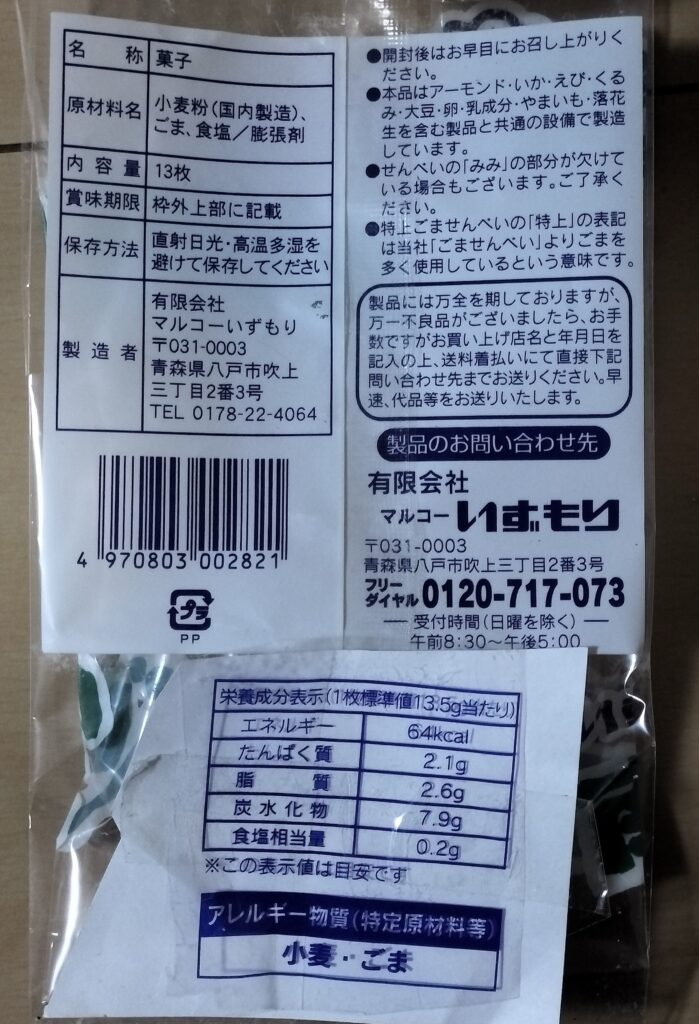 名称 菓子
原材料名 小麦粉(国内製造)、
ごま、食塩／膨張剤
内容量 13枚
賞味期限 枠外上部に記載
保存方法 直射日光・高温多湿を
避けて保存してください
製造者 有限会社
マルコーいずもり
〒031-0003
青森県八戸市吹上
三丁目2番3号
TEL 0178-22-4064
4 970803 002821
プラ
PP
●開封後はお早目にお召し上がりく
ださい。
●本品はアーモンド・いか・えび・くる
み・大豆・卵・乳成分・やまいも・落花
生を含む製品と共通の設備で製造
しています。
●せんべいの「みみ」の部分が欠けて
いる場合もございます。ご了承く
ださい。
●特上ごませんべいの「特上」の表記
は当社「ごませんべい」よりごまを
多く使用しているという意味です。
製品には万全を期しておりますが、
万一不良品がございましたら、お手
数ですがお買い上げ店名と年月日を
記入の上、送料着払いにて直接下記
問い合わせ先までお送りください。早
速、代品等をお送りいたします。
製品のお問い合わせ先
有限会社
マルコーいずもり
〒031-0003
青森県八戸市吹上三丁目2番3号
フリー
ダイヤル 0120-717-073
受付時間(日曜を除く)
午前8:30〜午後5:00
栄養成分表示(1枚標準値13.5g当たり)
エネルギー 64kcal
たんぱく質 2.1g
脂質 2.6g
炭水化物 7.9g
食塩相当量 0.2g
※この表示値は目安です
アレルギー物質(特定原材料等)
小麦・ごま